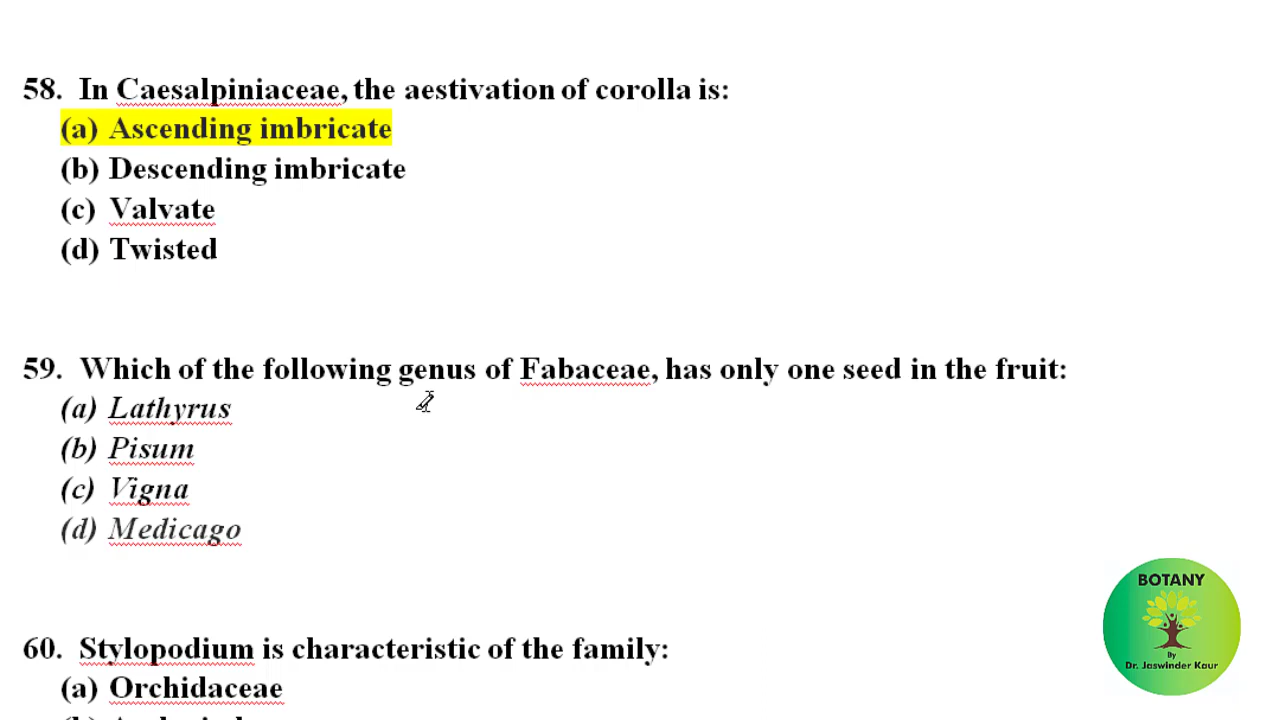 58. In Caesalpiniaceae, the aestivation of corolla is:
(a) Ascending imbricate
(b) Descending imbricate
(c) Valvate
(d) Twisted
59. Which of the following genus of Fabaceae, has only one seed in the fruit:
(a) Lathyrus
(b) Pisum
(c) Vigna
(d) Medicago
60. Stylopodium is characteristic of the family:
(a) Orchidaceae
BOTANY
By
Dr. Jaswinder Kaur